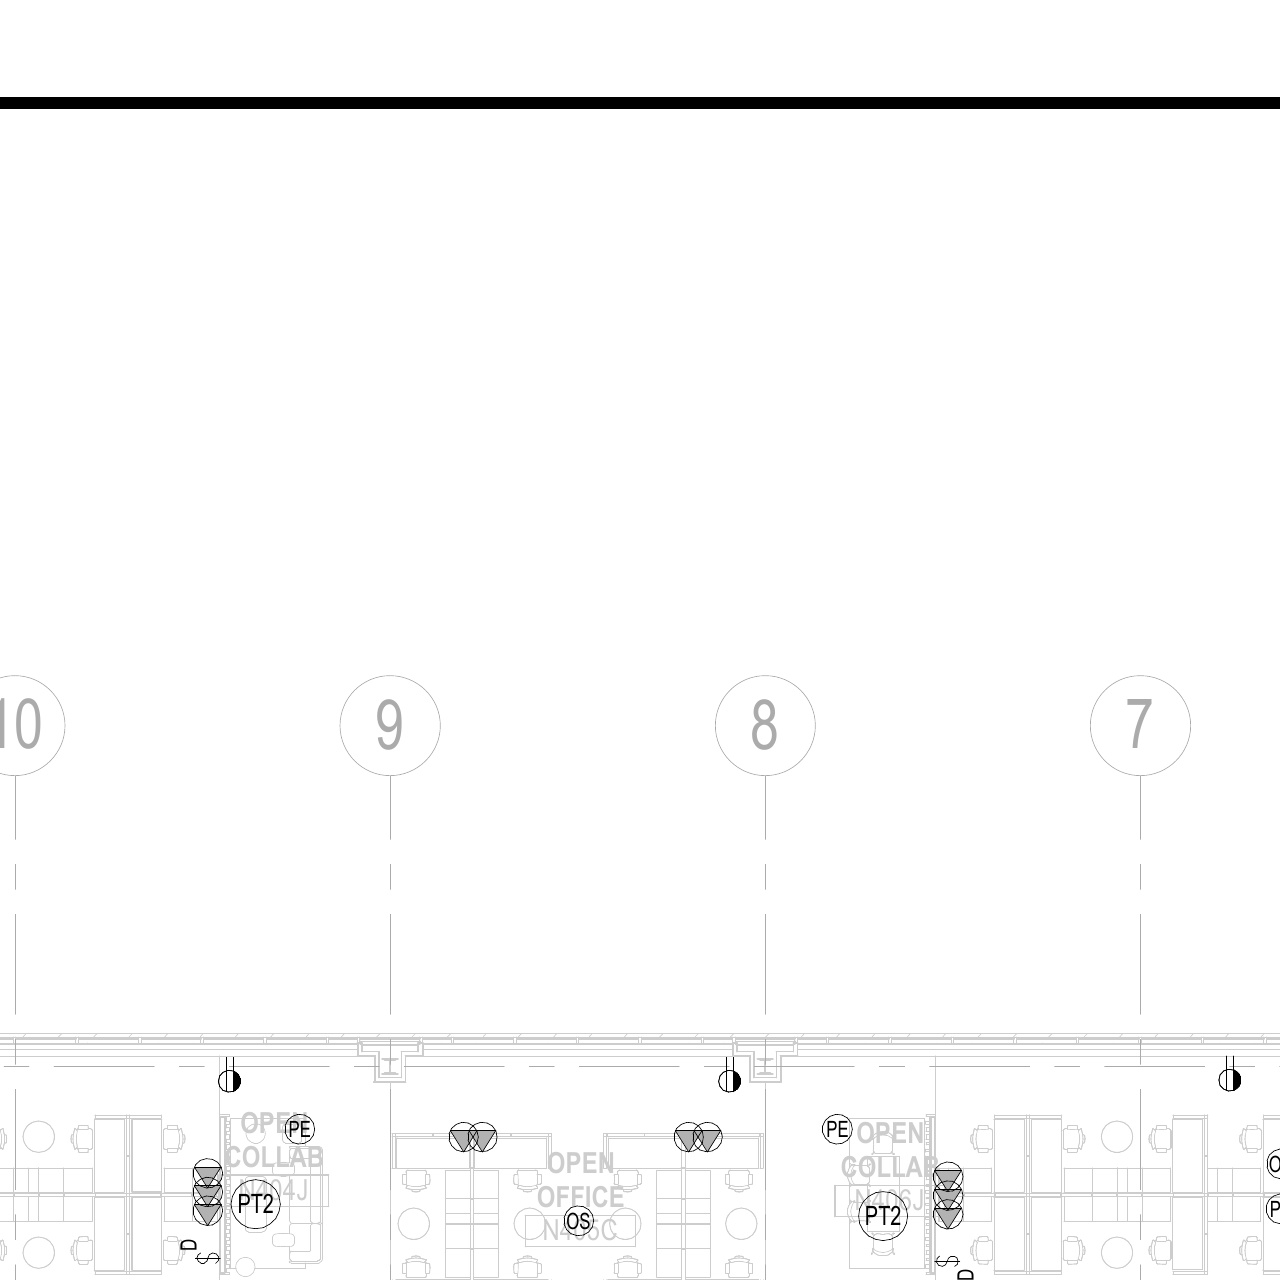 10
9
8
7
OPEN
COLLAB
N404J
PE
PT2
D
$
OPEN
OFFICE
N405C
OS
PE
OPEN
COLLAB
N406J
PT2
$
D